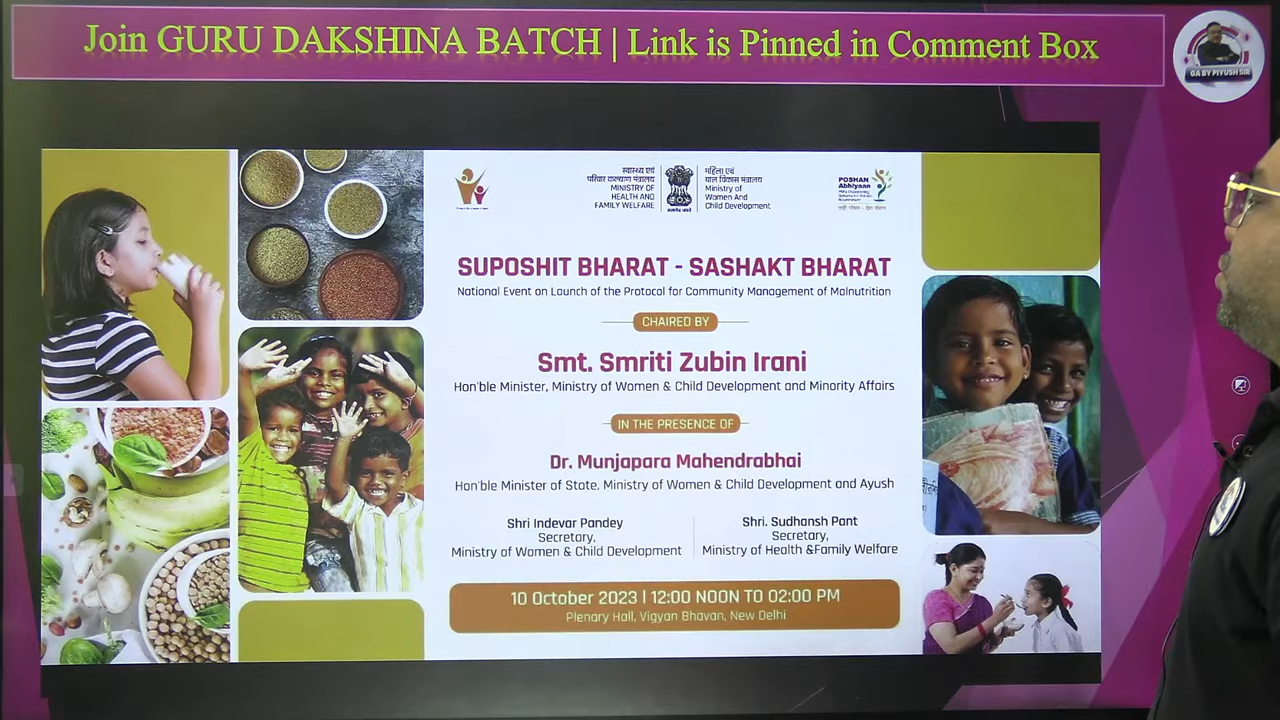 Join GURU DAKSHINA BATCH | Link is Pinned in Comment Box
GA BY PIYUSH SIR
स्वास्थ्य एवं
परिवार कल्याण मंत्रालय
MINISTRY OF
HEALTH AND
FAMILY WELFARE
सत्यमेव जयते
महिला एवं
बाल विकास मंत्रालय
Ministry of
Women And
Child Development
POSHAN
Abhiyaan
सही पोषण - देश रोशन
SUPOSHIT BHARAT - SASHAKT BHARAT
National Event on Launch of the Protocol for Community Management of Malnutrition
CHAIRED BY
Smt. Smriti Zubin Irani
Hon'ble Minister, Ministry of Women & Child Development and Minority Affairs
IN THE PRESENCE OF
Dr. Munjapara Mahendrabhai
Hon'ble Minister of State. Ministry of Women & Child Development and Ayush
Shri Indevar Pandey
Secretary,
Ministry of Women & Child Development
Shri. Sudhansh Pant
Secretary,
Ministry of Health &Family Welfare
10 October 2023 | 12:00 NOON TO 02:00 PM
Plenary Hall, Vigyan Bhavan, New Delhi